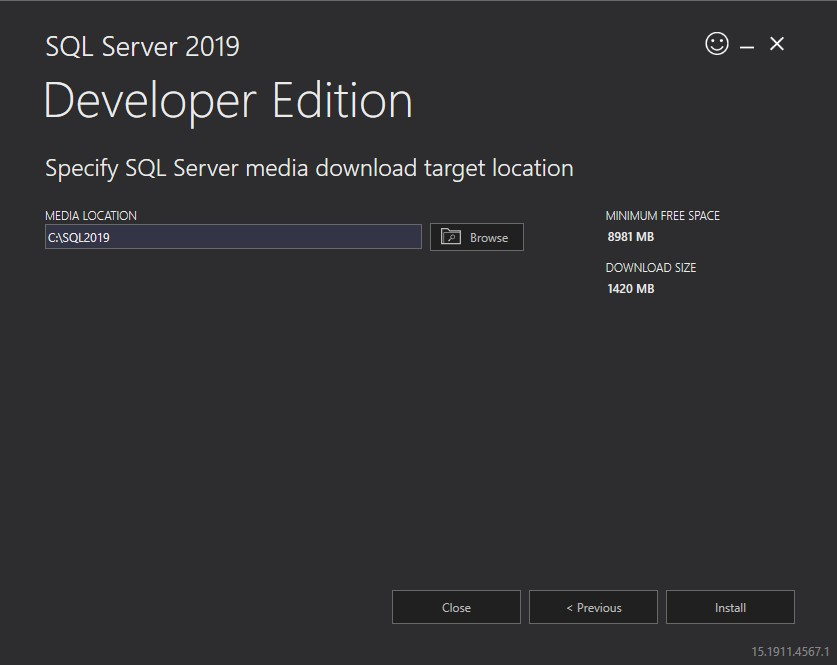 SQL Server 2019
Developer Edition
Specify SQL Server media download target location
MEDIA LOCATION
C:\SQL2019
Browse
MINIMUM FREE SPACE
8981 MB
DOWNLOAD SIZE
1420 MB
Close
< Previous
Install
15.1911.4567.1